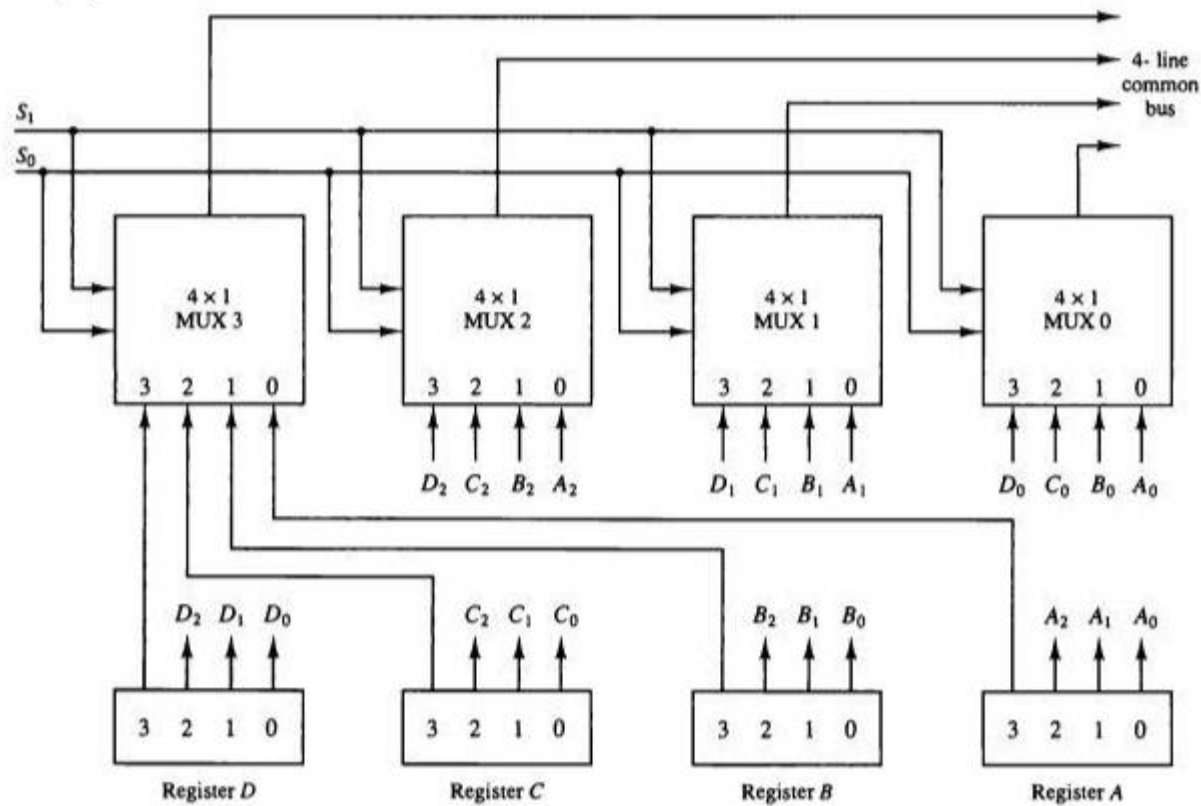 4- line
common
bus
S₁
S₀
4 × 1
MUX 3
3 2 1 0
4 × 1
MUX 2
3 2 1 0
4 × 1
MUX 1
3 2 1 0
4 × 1
MUX 0
3 2 1 0
D₂ C₂ B₂ A₂
D₁ C₁ B₁ A₁
D₀ C₀ B₀ A₀
D₂ D₁ D₀
C₂ C₁ C₀
B₂ B₁ B₀
A₂ A₁ A₀
3 2 1 0
3 2 1 0
3 2 1 0
3 2 1 0
Register D
Register C
Register B
Register A